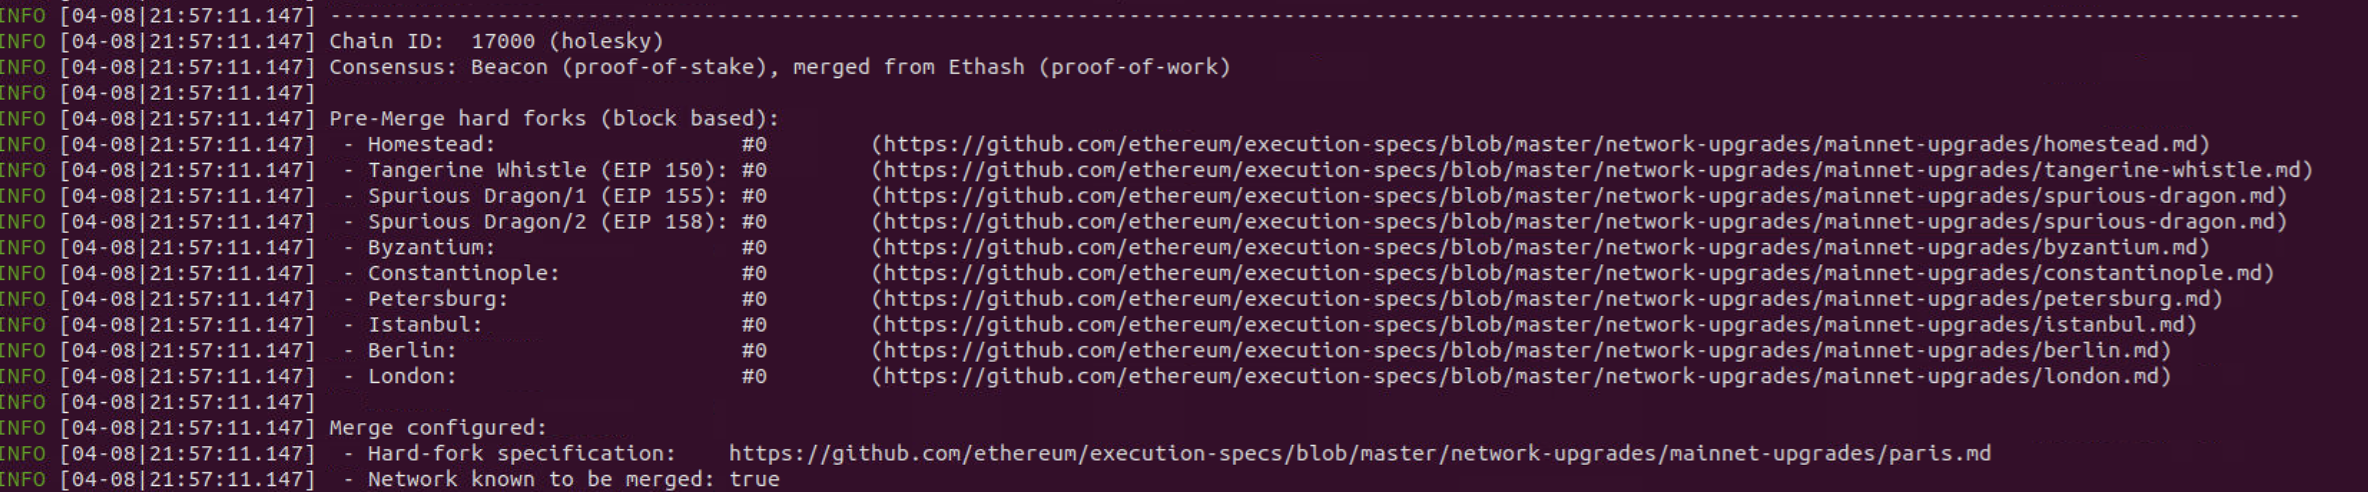 INFO [04-08|21:57:11.147] ---------------------------------------------------------------------------------------------------------------------------------------------------------
INFO [04-08|21:57:11.147] Chain ID:  17000 (holesky)
INFO [04-08|21:57:11.147] Consensus: Beacon (proof-of-stake), merged from Ethash (proof-of-work)
INFO [04-08|21:57:11.147]
INFO [04-08|21:57:11.147] Pre-Merge hard forks (block based):
INFO [04-08|21:57:11.147]  - Homestead:                   #0        (https://github.com/ethereum/execution-specs/blob/master/network-upgrades/mainnet-upgrades/homestead.md)
INFO [04-08|21:57:11.147]  - Tangerine Whistle (EIP 150): #0        (https://github.com/ethereum/execution-specs/blob/master/network-upgrades/mainnet-upgrades/tangerine-whistle.md)
INFO [04-08|21:57:11.147]  - Spurious Dragon/1 (EIP 155): #0        (https://github.com/ethereum/execution-specs/blob/master/network-upgrades/mainnet-upgrades/spurious-dragon.md)
INFO [04-08|21:57:11.147]  - Spurious Dragon/2 (EIP 158): #0        (https://github.com/ethereum/execution-specs/blob/master/network-upgrades/mainnet-upgrades/spurious-dragon.md)
INFO [04-08|21:57:11.147]  - Byzantium:                   #0        (https://github.com/ethereum/execution-specs/blob/master/network-upgrades/mainnet-upgrades/byzantium.md)
INFO [04-08|21:57:11.147]  - Constantinople:              #0        (https://github.com/ethereum/execution-specs/blob/master/network-upgrades/mainnet-upgrades/constantinople.md)
INFO [04-08|21:57:11.147]  - Petersburg:                  #0        (https://github.com/ethereum/execution-specs/blob/master/network-upgrades/mainnet-upgrades/petersburg.md)
INFO [04-08|21:57:11.147]  - Istanbul:                    #0        (https://github.com/ethereum/execution-specs/blob/master/network-upgrades/mainnet-upgrades/istanbul.md)
INFO [04-08|21:57:11.147]  - Berlin:                      #0        (https://github.com/ethereum/execution-specs/blob/master/network-upgrades/mainnet-upgrades/berlin.md)
INFO [04-08|21:57:11.147]  - London:                      #0        (https://github.com/ethereum/execution-specs/blob/master/network-upgrades/mainnet-upgrades/london.md)
INFO [04-08|21:57:11.147]
INFO [04-08|21:57:11.147] Merge configured:
INFO [04-08|21:57:11.147]  - Hard-fork specification:    https://github.com/ethereum/execution-specs/blob/master/network-upgrades/mainnet-upgrades/paris.md
INFO [04-08|21:57:11.147]  - Network known to be merged: true